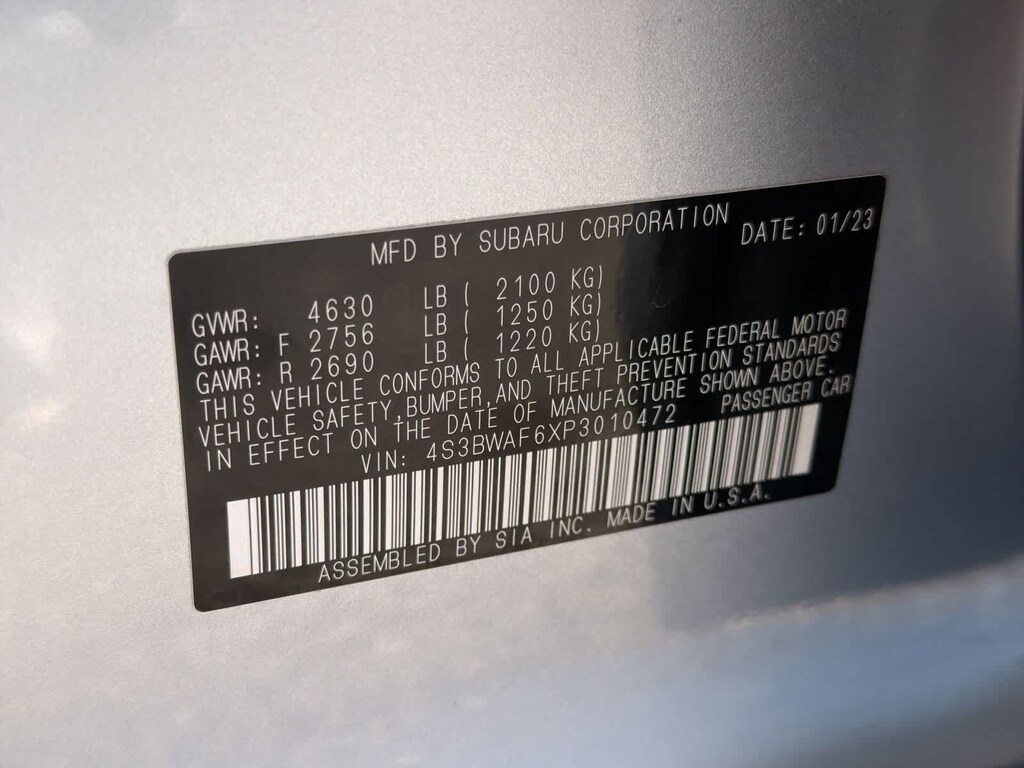 MFD BY SUBARU CORPORATION DATE: 01/23
GVWR: 4630 LB ( 2100 KG)
GAWR: F 2756 LB ( 1250 KG)
GAWR: R 2690 LB ( 1220 KG)
THIS VEHICLE CONFORMS TO ALL APPLICABLE FEDERAL MOTOR
VEHICLE SAFETY,BUMPER,AND THEFT PREVENTION STANDARDS
IN EFFECT ON THE DATE OF MANUFACTURE SHOWN ABOVE.
VIN: 4S3BWAF6XP3010472 PASSENGER CAR
ASSEMBLED BY SIA INC. MADE IN U.S.A.